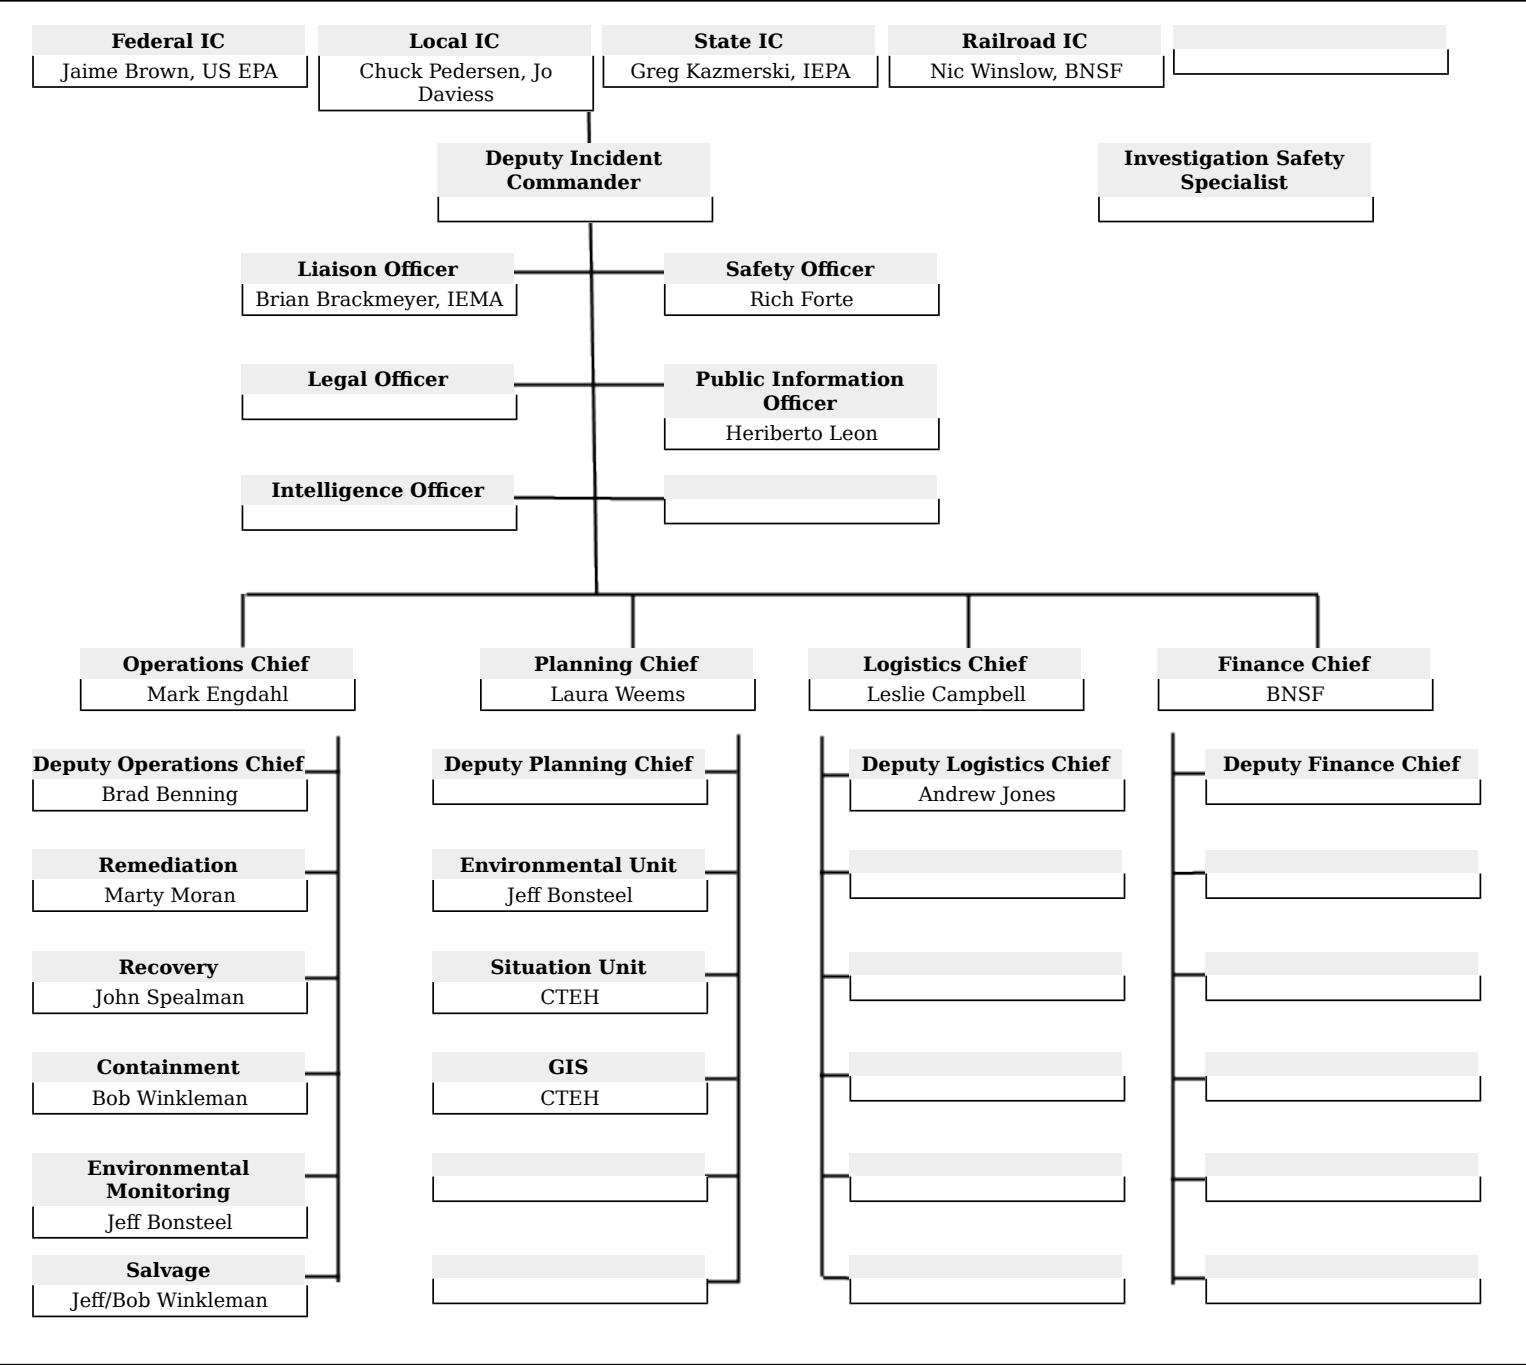 Federal IC
Jaime Brown, US EPA
Local IC
Chuck Pedersen, Jo
Daviess
State IC
Greg Kazmerski, IEPA
Railroad IC
Nic Winslow, BNSF
Deputy Incident
Commander
Investigation Safety
Specialist
Liaison Officer
Brian Brackmeyer, IEMA
Safety Officer
Rich Forte
Legal Officer
Public Information
Officer
Heriberto Leon
Intelligence Officer
Operations Chief
Mark Engdahl
Planning Chief
Laura Weems
Logistics Chief
Leslie Campbell
Finance Chief
BNSF
Deputy Operations Chief
Brad Benning
Remediation
Marty Moran
Recovery
John Spealman
Containment
Bob Winkleman
Environmental
Monitoring
Jeff Bonsteel
Salvage
Jeff/Bob Winkleman
Deputy Planning Chief
Environmental Unit
Jeff Bonsteel
Situation Unit
CTEH
GIS
CTEH
Deputy Logistics Chief
Andrew Jones
Deputy Finance Chief